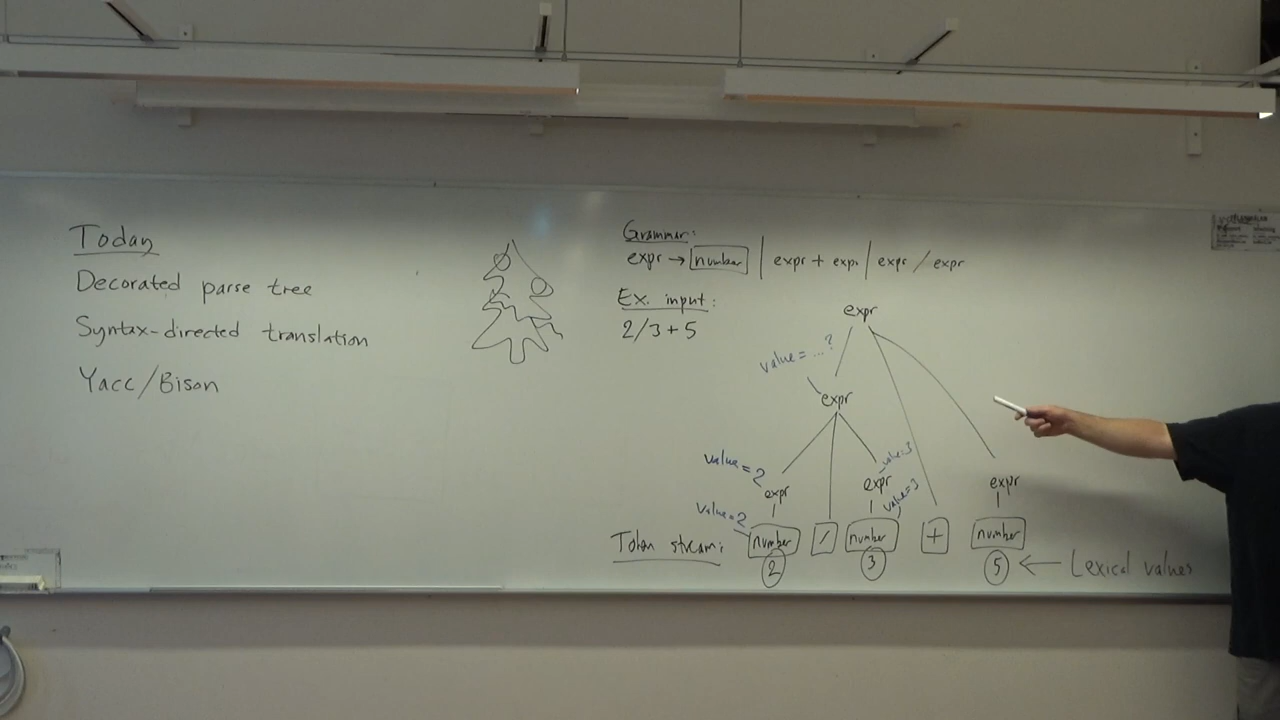 Today
Decorated parse tree
Syntax-directed translation
Yacc/Bison
Grammar:
expr → number | expr + expr | expr / expr
Ex. input:
2/3+5
expr
value = ...?
expr
value = 2
value=3
expr
expr
expr
value=2
value=3
Token stream: number / number + number
2 3 5 ← Lexical values